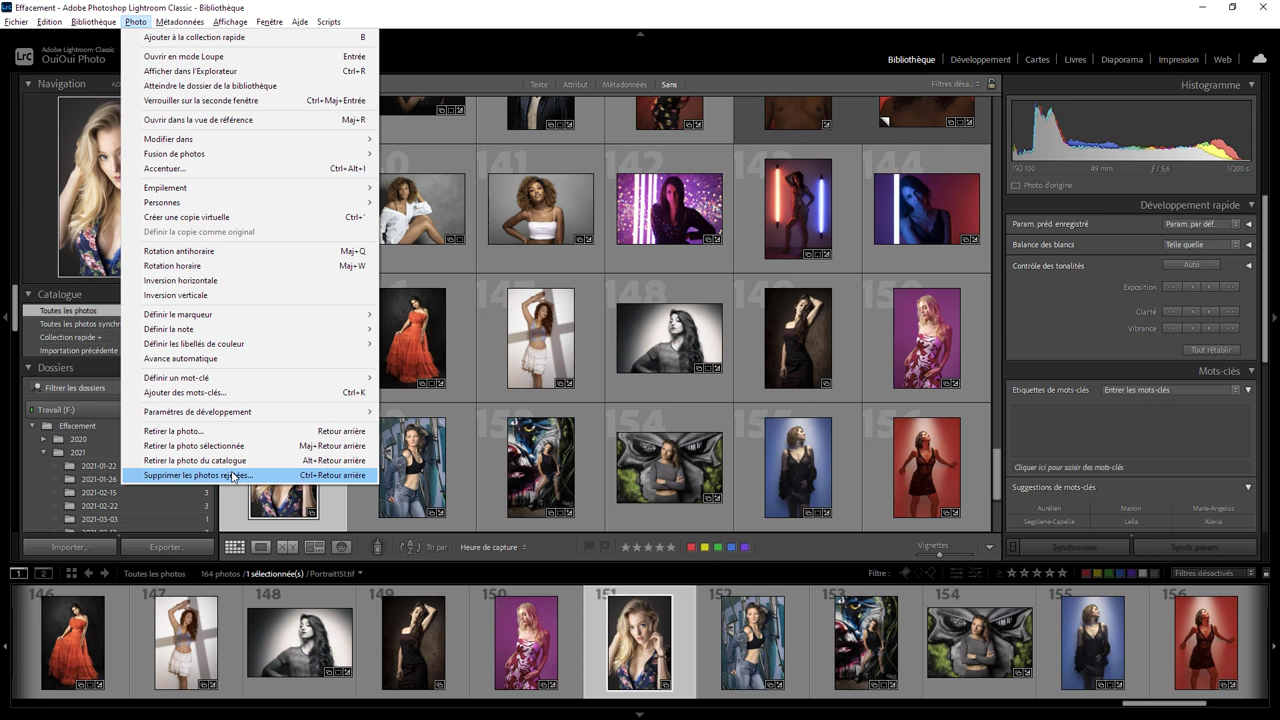 Effacement - Adobe Photoshop Lightroom Classic - Bibliothèque
Fichier Edition Bibliothèque Photo Métadonnées Affichage Fenêtre Aide Scripts
Lrc Adobe Lightroom Classic
OuiOui Photo
Bibliothèque Développement Cartes Livres Diaporama Impression Web
Ajouter à la collection rapide B
Ouvrir en mode Loupe Entrée
Afficher dans l'Explorateur Ctrl+R
Atteindre le dossier de la bibliothèque
Verrouiller sur la seconde fenêtre Ctrl+Maj+Entrée
Ouvrir dans la vue de référence Maj+R
Modifier dans
Fusion de photos
Accentuer... Ctrl+Alt+I
Empilement
Personnes
Créer une copie virtuelle Ctrl+'
Définir la copie comme original
Rotation antihoraire Maj+Q
Rotation horaire Maj+W
Inversion horizontale
Inversion verticale
Définir le marqueur
Définir la note
Définir les libellés de couleur
Avance automatique
Définir un mot-clé
Ajouter des mots-clés... Ctrl+K
Paramètres de développement
Retirer la photo... Retour arrière
Retirer la photo sélectionnée Maj+Retour arrière
Retirer la photo du catalogue Alt+Retour arrière
Supprimer les photos rejetées... Ctrl+Retour arrière
Navigation
Catalogue
Toutes les photos
Toutes les photos synchr
Collection rapide +
Importation précédente
Dossiers
Filtrer les dossiers
Travail (F:)
Effacement
2020
2021
2021-01-22
2021-01-26
2021-02-15 3
2021-02-22 3
2021-03-03 1
Importer... Exporter...
Texte Attribut Métadonnées Sans Filtres désa...
141 142 143 144
148
154
Tri par : Heure de capture
Vignettes
Histogramme
ISO 100 49 mm ƒ / 5,6 1/200 s
Photo d'origine
Développement rapide
Param. préd. enregistré Param. par déf.
Balance des blancs Telle quelle
Contrôle des tonalités Auto
Exposition
Clarté
Vibrance
Tout rétablir
Mots-clés
Etiquettes de mots-clés Entrer les mots-clés
Cliquer ici pour saisir des mots-clés
Suggestions de mots-clés
Aurélien Marion Marie-Angeloz
Segolene-Capelle Leila Alexia
Synchroniser Synch. param.
1 2 Toutes les photos 164 photos /1 sélectionnée(s) /Portrait151.tif
Filtre : Filtres désactivés
146 147 148 149 150 151 152 153 154 155 156